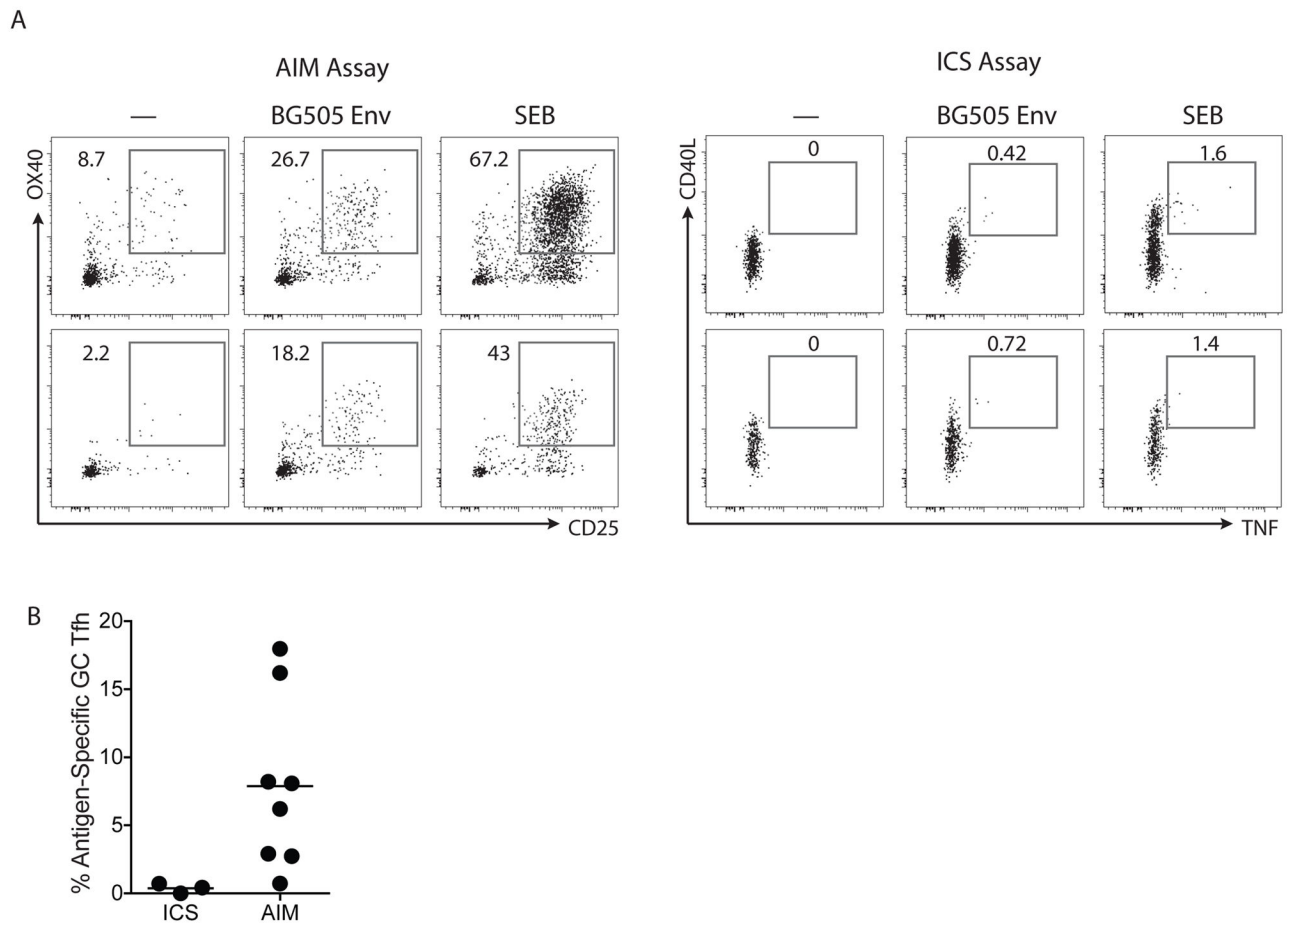 A
AIM Assay
ICS Assay
— BG505 Env SEB
— BG505 Env SEB
OX40
8.7 26.7 67.2
CD40L
0 0.42 1.6
2.2 18.2 43
0 0.72 1.4
CD25
TNF
B
% Antigen-Specific GC Tfh
20
15
10
5
0
ICS AIM